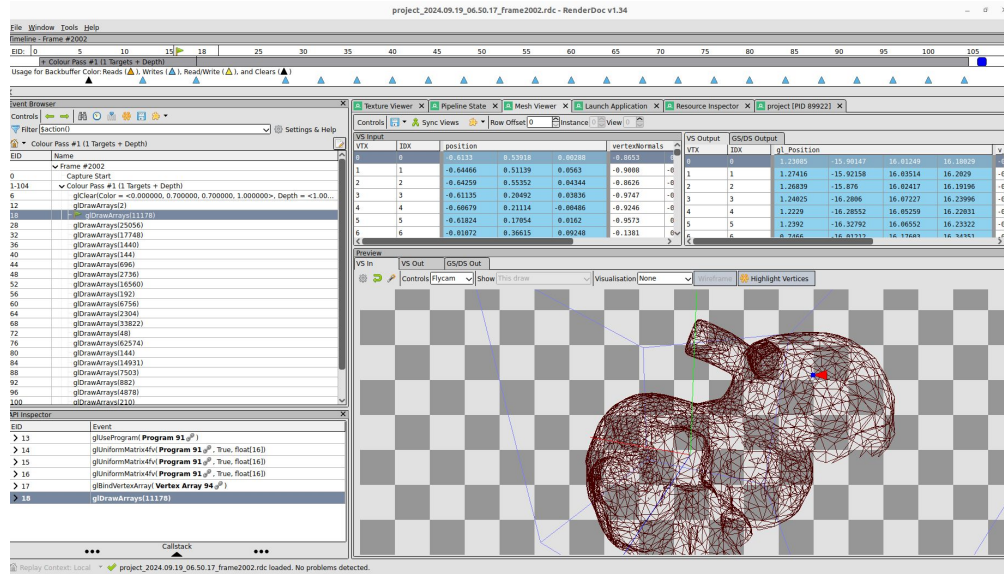 project_2024.09.19_06.50.17_frame2002.rdc - RenderDoc v1.34
File Window Tools Help
Timeline - Frame #2002
EID: 0 5 10 15 18 25 30 35 40 45 50 55 60 65 70 75 80 85 90 95 100 105
+ Colour Pass #1 (1 Targets + Depth)
Usage for Backbuffer Color: Reads ( ), Writes ( ), Read/Write ( ), and Clears ( )
Event Browser
Controls
Filter $action() Settings & Help
Colour Pass #1 (1 Targets + Depth)
EID Name
Frame #2002
0 Capture Start
1-104 Colour Pass #1 (1 Targets + Depth)
6 glClear(Color = <0.000000, 0.700000, 0.700000, 1.000000>, Depth = <1.00...
12 glDrawArrays(2)
18 glDrawArrays(11178)
28 glDrawArrays(25056)
32 glDrawArrays(17748)
36 glDrawArrays(1440)
40 glDrawArrays(144)
44 glDrawArrays(696)
48 glDrawArrays(2736)
52 glDrawArrays(16560)
56 glDrawArrays(192)
60 glDrawArrays(6756)
64 glDrawArrays(2304)
68 glDrawArrays(33822)
72 glDrawArrays(48)
76 glDrawArrays(62574)
80 glDrawArrays(144)
84 glDrawArrays(14931)
88 glDrawArrays(7503)
92 glDrawArrays(882)
96 glDrawArrays(4878)
100 glDrawArrays(210)
API Inspector
EID Event
13 glUseProgram( Program 91 )
14 glUniformMatrix4fv( Program 91 , True, float[16])
15 glUniformMatrix4fv( Program 91 , True, float[16])
16 glUniformMatrix4fv( Program 91 , True, float[16])
17 glBindVertexArray( Vertex Array 94 )
18 glDrawArrays(11178)
Callstack
Texture Viewer Pipeline State Mesh Viewer Launch Application Resource Inspector project [PID 89922]
Controls Sync Views Row Offset 0 Instance 0 View 0
VS Input
VTX IDX position vertexNormals
0 0 -0.6133 0.53918 0.00288 -0.8653
1 1 -0.64466 0.51139 0.0563 -0.9008
2 2 -0.64259 0.55352 0.04344 -0.8626
3 3 -0.61135 0.20492 0.03836 -0.9747
4 4 -0.60679 0.21114 -0.00486 -0.9246
5 5 -0.61824 0.17054 0.0162 -0.9573
6 6 -0.01072 0.36615 0.09248 -0.1381
VS Output GS/DS Output
VTX IDX gl_Position
0 0 1.23085 -15.90147 16.01249 16.18029
1 1 1.27416 -15.92158 16.03514 16.2029
2 2 1.26839 -15.876 16.02417 16.19196
3 3 1.24025 -16.2806 16.07227 16.23996
4 4 1.2229 -16.28552 16.05259 16.22031
5 5 1.2392 -16.32792 16.06552 16.23322
Preview
VS In VS Out GS/DS Out
Controls Flycam Show This draw Visualisation None Wireframe Highlight Vertices
Replay Context: Local project_2024.09.19_06.50.17_frame2002.rdc loaded. No problems detected.